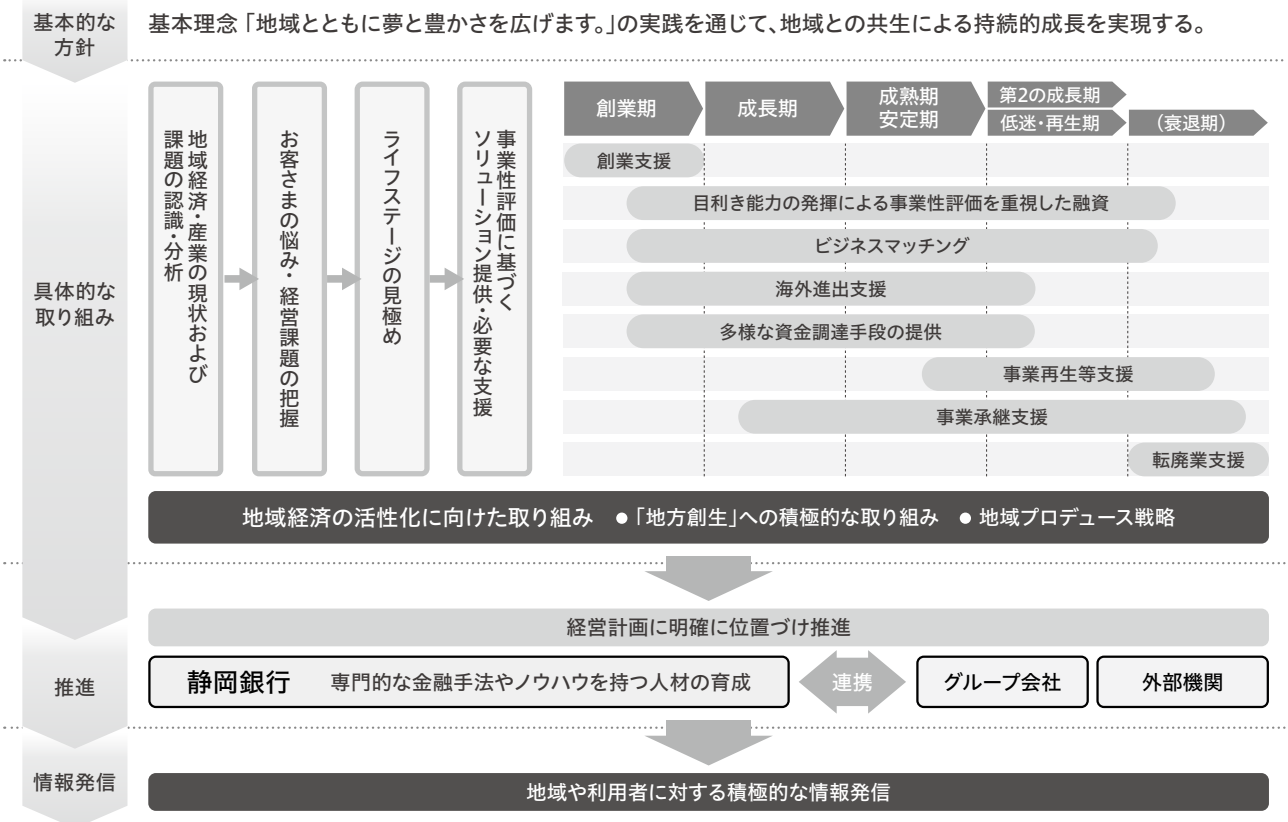 基本的な
方針
基本理念「地域とともに夢と豊かさを広げます。」の実践を通じて、地域との共生による持続的成長を実現する。
具体的な
取り組み
地域経済・産業の現状および
課題の認識・分析
お客さまの悩み・経営課題の把握
ライフステージの見極め
事業性評価に基づく
ソリューション提供・必要な支援
創業期
成長期
成熟期
安定期
第2の成長期
低迷・再生期
（衰退期）
創業支援
目利き能力の発揮による事業性評価を重視した融資
ビジネスマッチング
海外進出支援
多様な資金調達手段の提供
事業再生等支援
事業承継支援
転廃業支援
地域経済の活性化に向けた取り組み ●「地方創生」への積極的な取り組み ● 地域プロデュース戦略
推進
経営計画に明確に位置づけ推進
静岡銀行 専門的な金融手法やノウハウを持つ人材の育成
連携
グループ会社
外部機関
情報発信
地域や利用者に対する積極的な情報発信